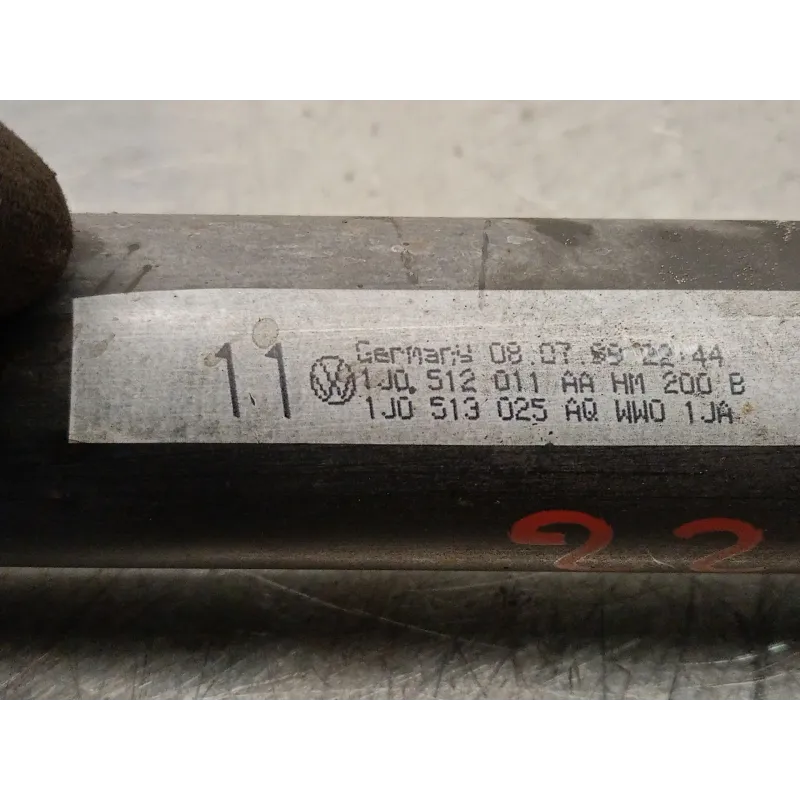 11
Germany 08.07.99 22:44
1J0. 512 011 AA HM 200 B
1J0 513 025 AQ WW0 1JA
22